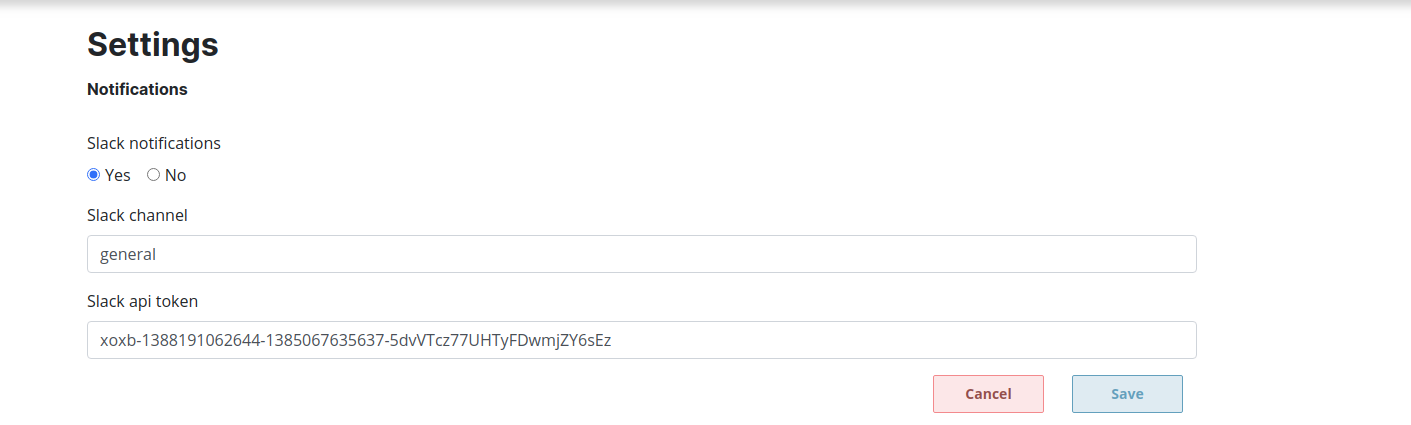 Settings
Notifications
Slack notifications
Yes No
Slack channel
general
Slack api token
xoxb-1388191062644-1385067635637-5dvVTcz77UHTyFDwmjZY6sEz
Cancel Save